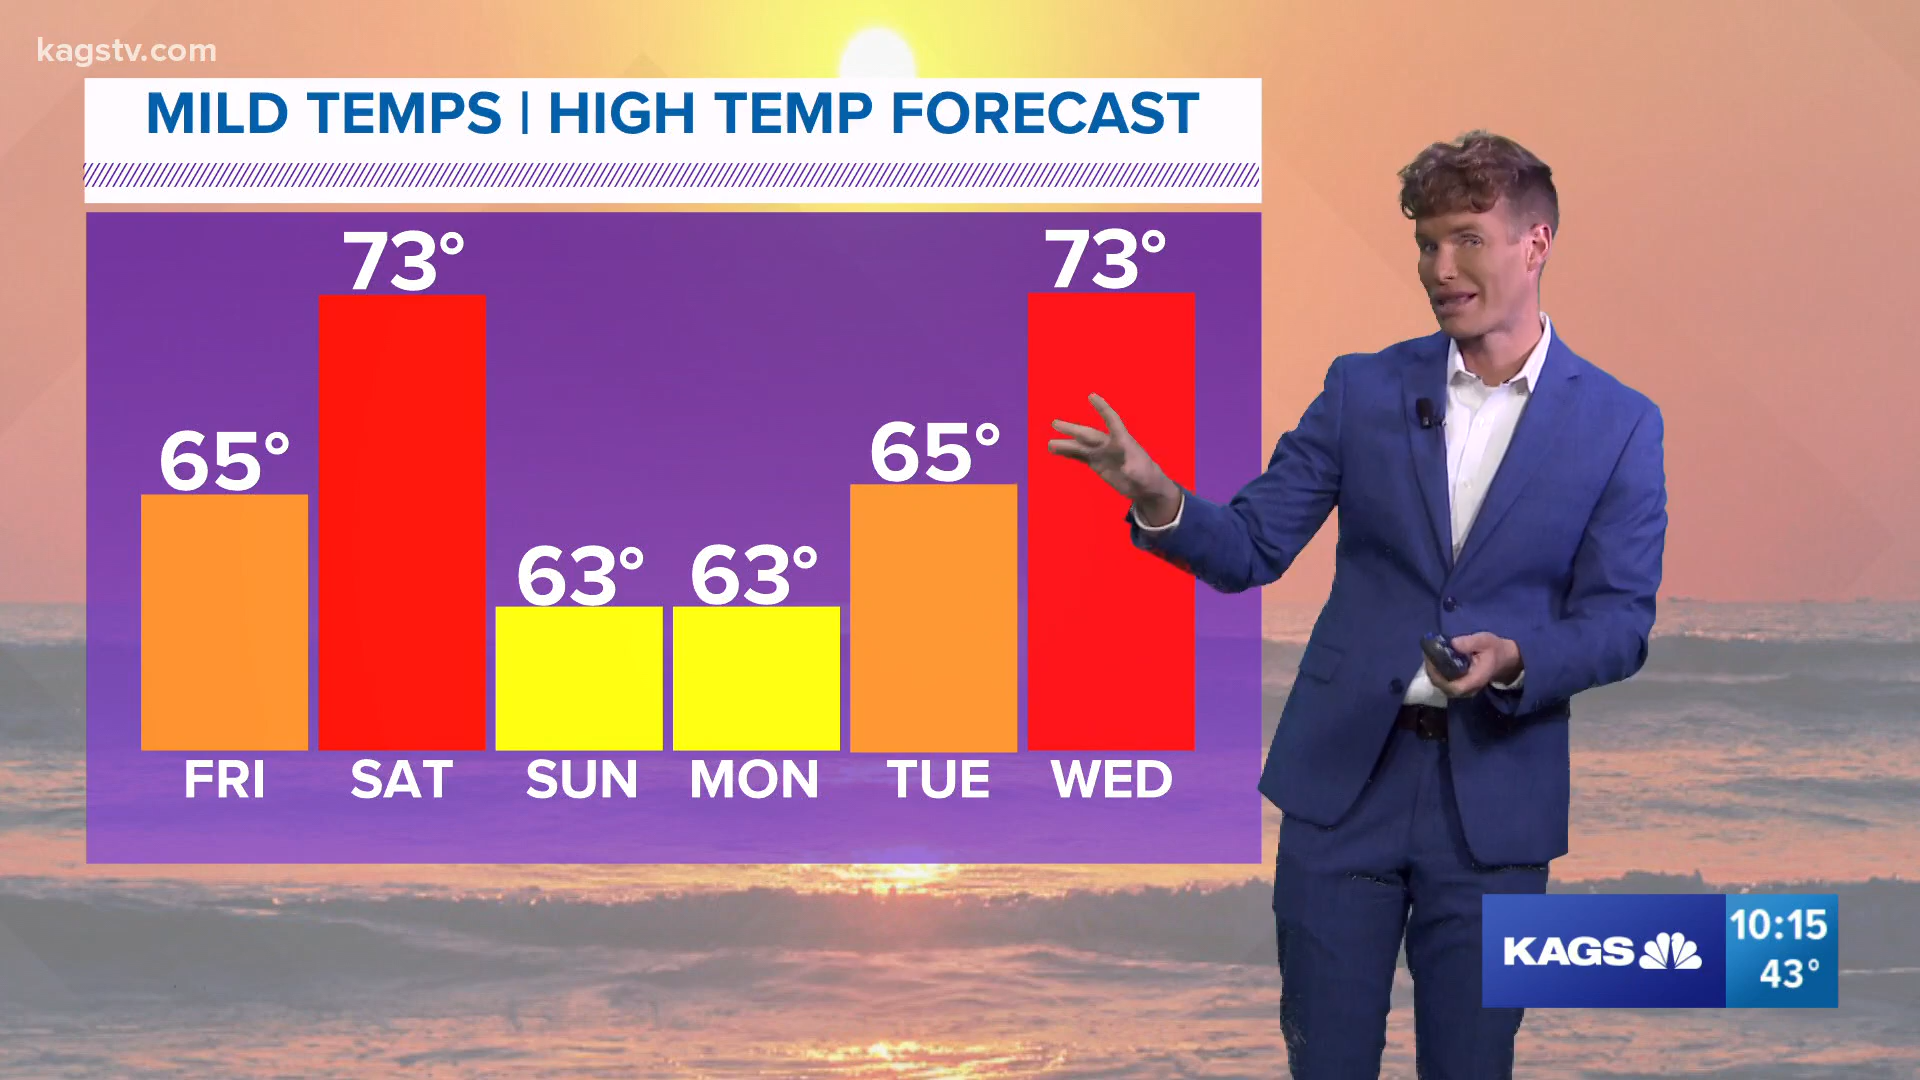 kagstv.com
MILD TEMPS | HIGH TEMP FORECAST
65° 73° 63° 63° 65° 73°
FRI SAT SUN MON TUE WED
KAGS 10:15
43°